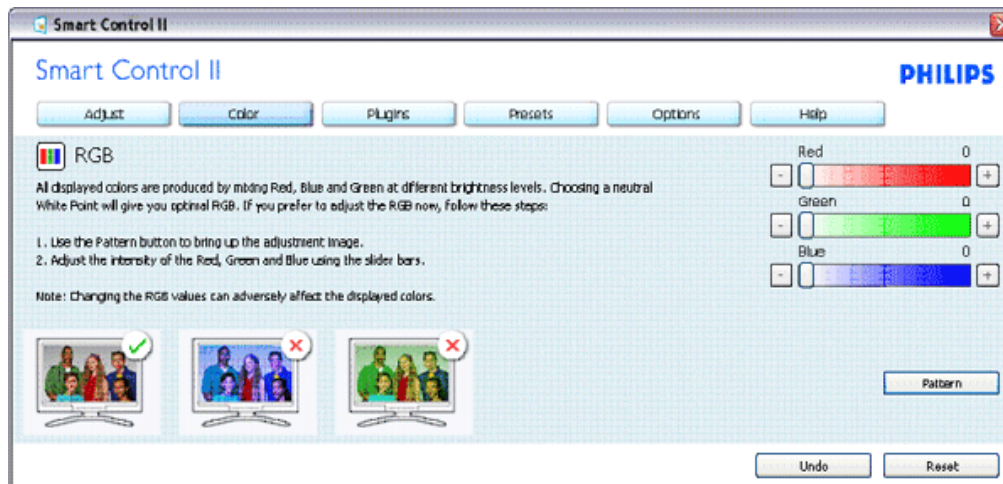 Smart Control II
Smart Control II
PHILIPS
Adjust
Color
Plugins
Presets
Options
Help
RGB
All displayed colors are produced by mixing Red, Blue and Green at different brightness levels. Choosing a neutral
White Point will give you optimal RGB. If you prefer to adjust the RGB now, follow these steps:
1. Use the Pattern button to bring up the adjustment image.
2. Adjust the intensity of the Red, Green and Blue using the slider bars.
Note: Changing the RGB values can adversely affect the displayed colors.
Red 0
- +
Green 0
- +
Blue 0
- +
Pattern
Undo
Reset